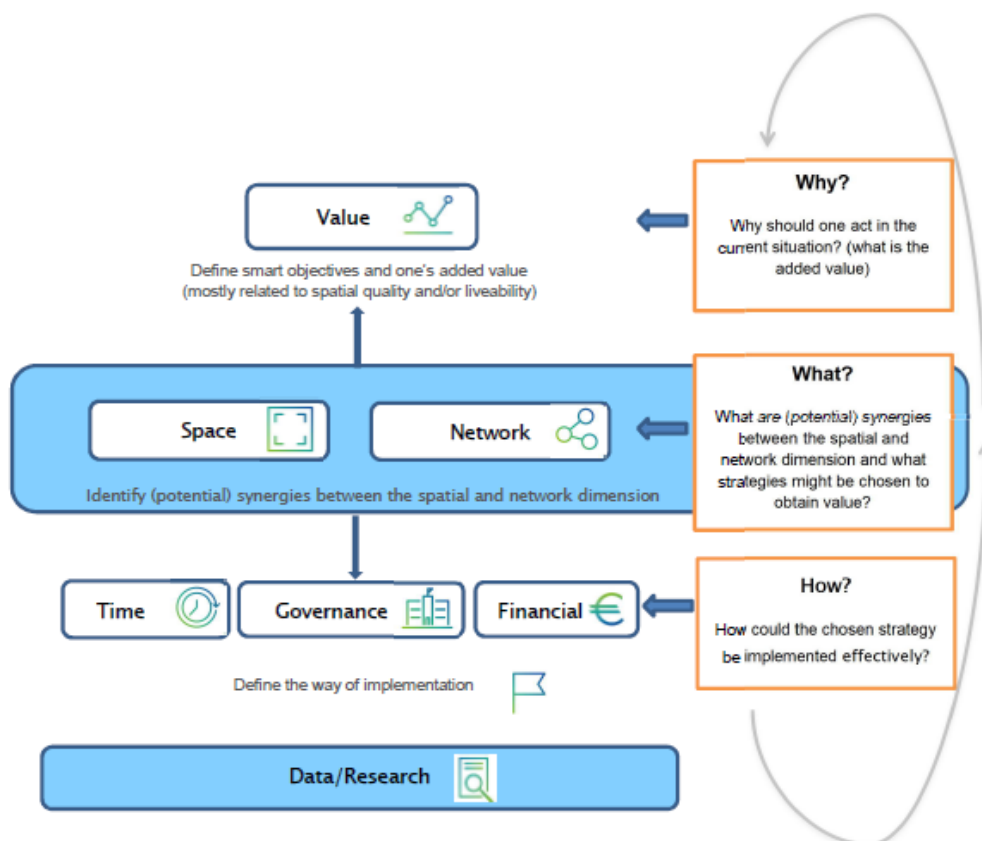 Why?
Why should one act in the
current situation? (what is the
added value)
Value
Define smart objectives and one's added value
(mostly related to spatial quality and/or liveability)
What?
What are (potential) synergies
between the spatial and
network dimension and what
strategies might be chosen to
obtain value?
Space
Network
Identify (potential) synergies between the spatial and network dimension
How?
How could the chosen strategy
be implemented effectively?
Time
Governance
Financial
Define the way of implementation
Data/Research